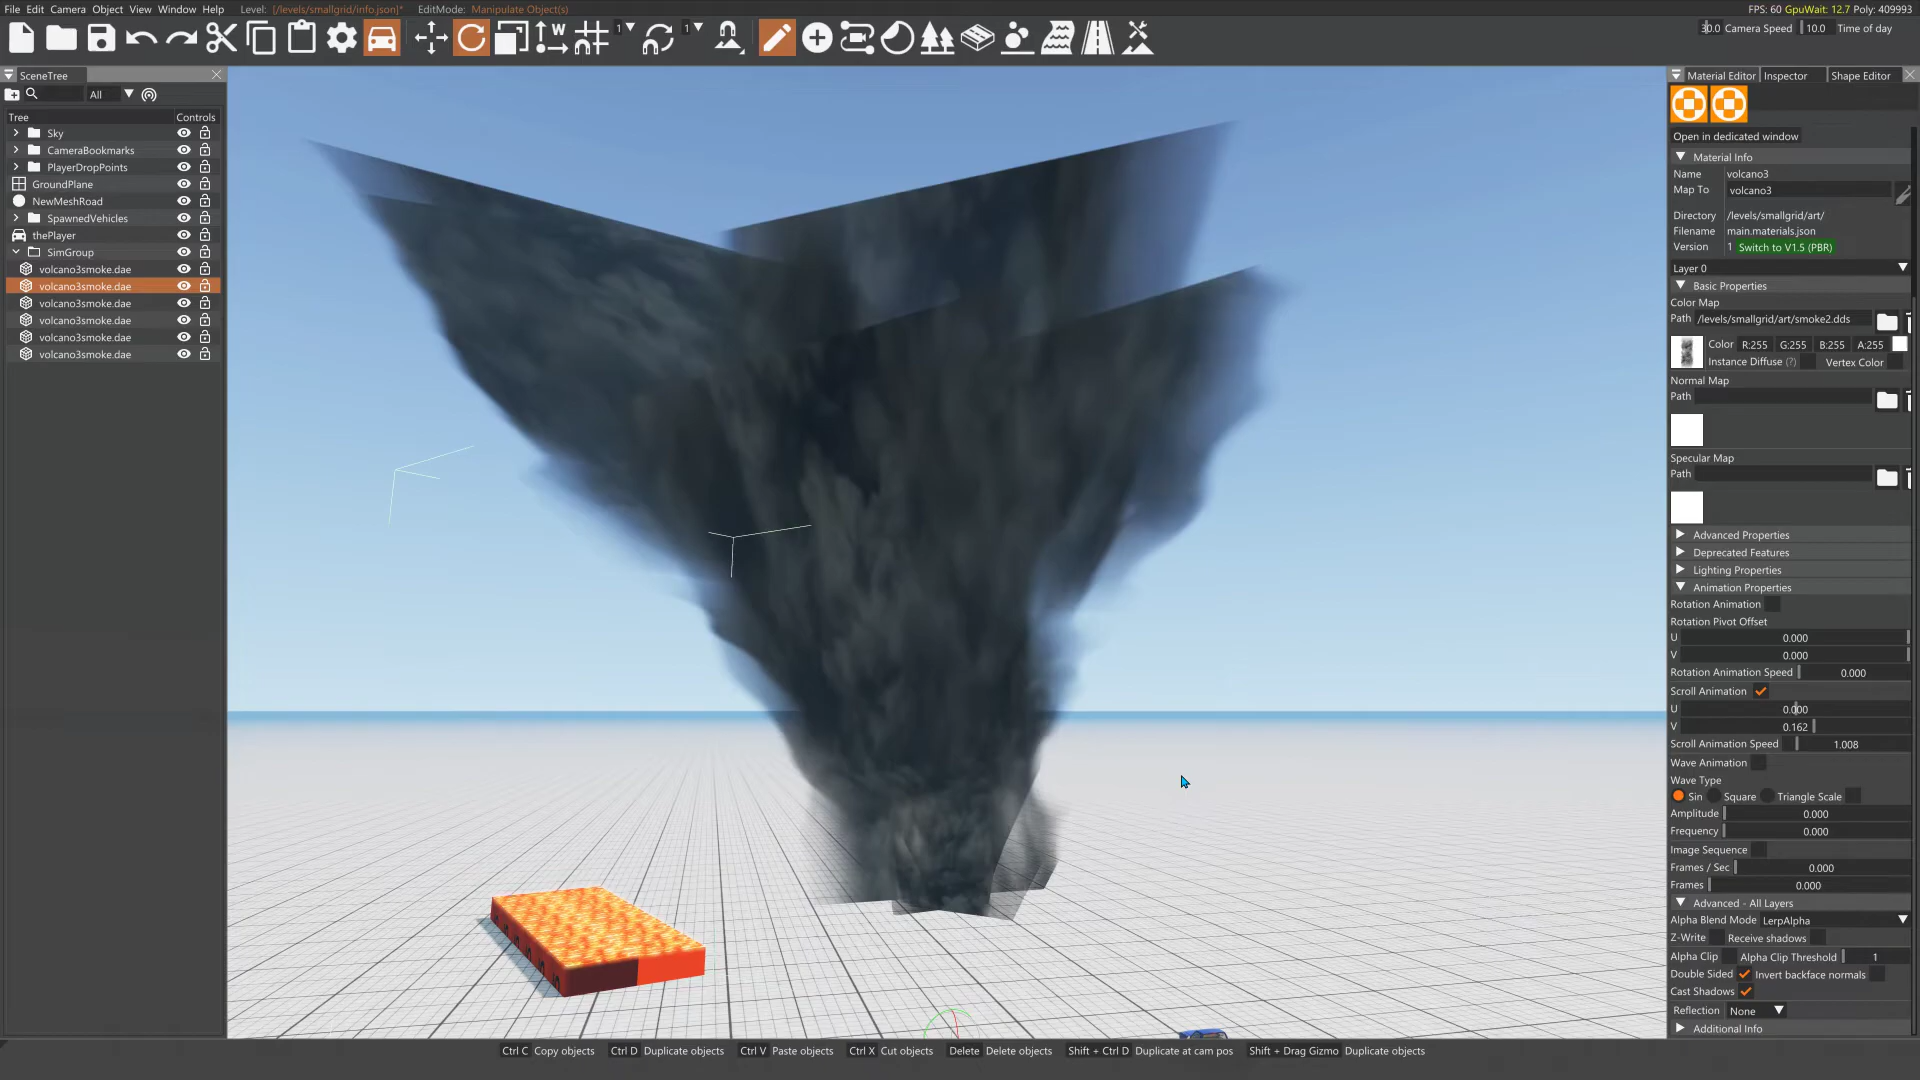 File Edit Camera Object View Window Help Level: [/levels/smallgrid/info.json]* EditMode: Manipulate Object(s) FPS: 60 GpuWait: 12.7 Poly: 409993
W 1 1 30.0 Camera Speed 10.0 Time of day
SceneTree
All
Tree Controls
Sky
CameraBookmarks
PlayerDropPoints
GroundPlane
NewMeshRoad
SpawnedVehicles
thePlayer
SimGroup
volcano3smoke.dae
volcano3smoke.dae
volcano3smoke.dae
volcano3smoke.dae
volcano3smoke.dae
volcano3smoke.dae
Material Editor Inspector Shape Editor
Open in dedicated window
Material Info
Name volcano3
Map To volcano3
Directory /levels/smallgrid/art/
Filename main.materials.json
Version 1 Switch to V1.5 (PBR)
Layer 0
Basic Properties
Color Map
Path /levels/smallgrid/art/smoke2.dds
Color R:255 G:255 B:255 A:255
Instance Diffuse (?) Vertex Color
Normal Map
Path
Specular Map
Path
Advanced Properties
Deprecated Features
Lighting Properties
Animation Properties
Rotation Animation
Rotation Pivot Offset
U 0.000
V 0.000
Rotation Animation Speed 0.000
Scroll Animation
U 0.000
V 0.162
Scroll Animation Speed 1.008
Wave Animation
Wave Type
Sin Square Triangle Scale
Amplitude 0.000
Frequency 0.000
Image Sequence
Frames / Sec 0.000
Frames 0.000
Advanced - All Layers
Alpha Blend Mode LerpAlpha
Z-Write Receive shadows
Alpha Clip Alpha Clip Threshold 1
Double Sided Invert backface normals
Cast Shadows
Reflection None
Additional Info
Ctrl C Copy objects Ctrl D Duplicate objects Ctrl V Paste objects Ctrl X Cut objects Delete Delete objects Shift + Ctrl D Duplicate at cam pos Shift + Drag Gizmo Duplicate objects